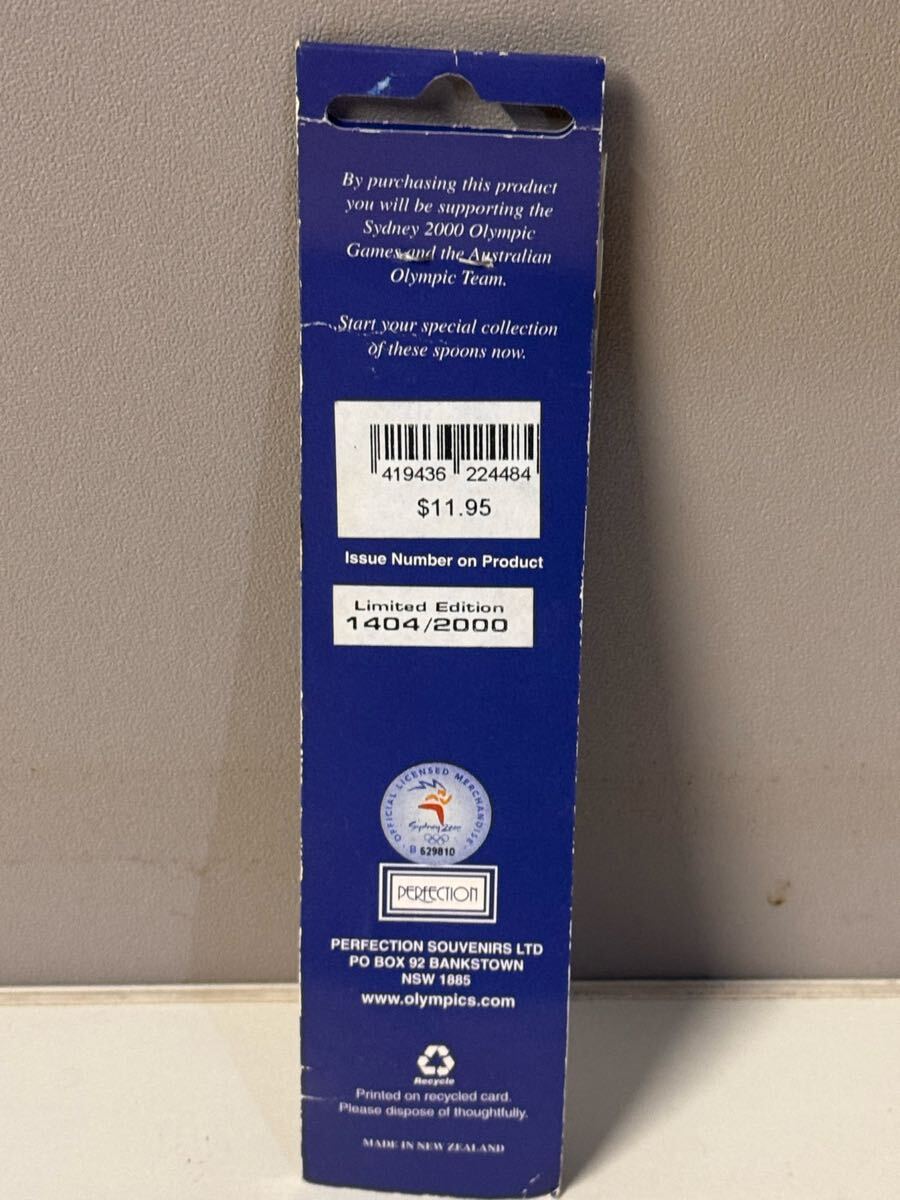 By purchasing this product
you will be supporting the
Sydney 2000 Olympic
Games and the Australian
Olympic Team.
Start your special collection
of these spoons now.
419436 224484
$11.95
Issue Number on Product
Limited Edition
1404/2000
OFFICIAL LICENSED MERCHANDISE
Sydney 2000
B 629810
PERFECTION
PERFECTION SOUVENIRS LTD
PO BOX 92 BANKSTOWN
NSW 1885
www.olympics.com
Recycle
Printed on recycled card.
Please dispose of thoughtfully.
MADE IN NEW ZEALAND